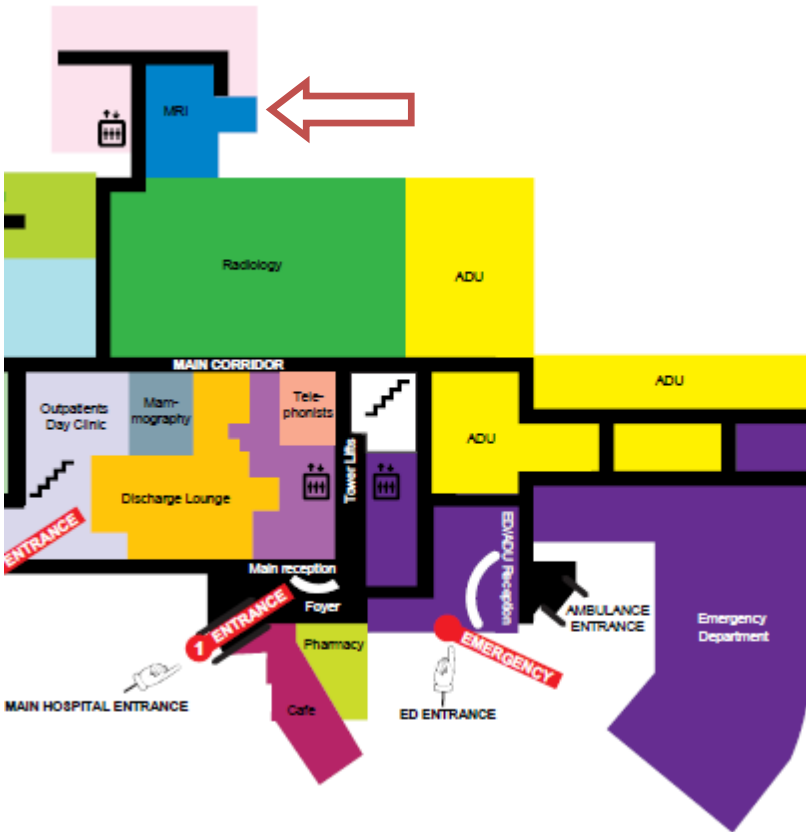 MRI
Radiology
ADU
MAIN CORRIDOR
ADU
Outpatients
Day Clinic
Mam-
mography
Tele-
phonists
ADU
Tower Lifts
Discharge Lounge
ENTRANCE
Main reception
ED/ADU Reception
Foyer
1 ENTRANCE
AMBULANCE
ENTRANCE
Emergency
Department
Pharmacy
EMERGENCY
MAIN HOSPITAL ENTRANCE
Cafe
ED ENTRANCE